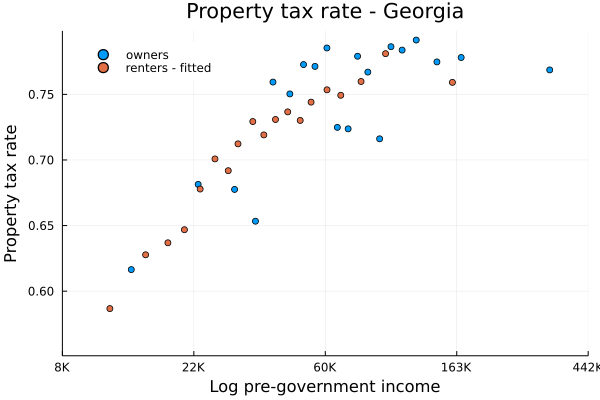 Property tax rate - Georgia
owners
renters - fitted
Property tax rate
0.75
0.70
0.65
0.60
8K 22K 60K 163K 442K
Log pre-government income